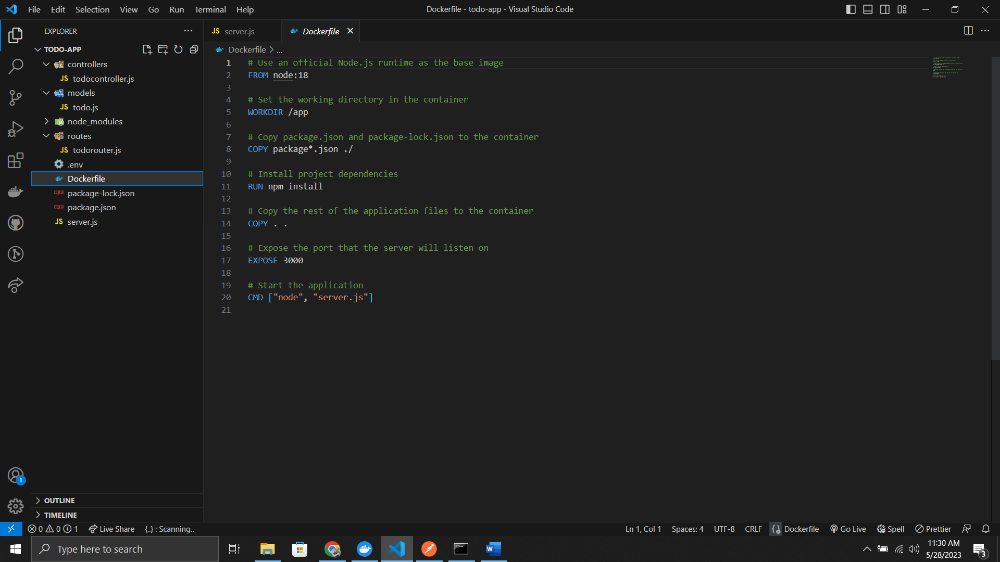 File Edit Selection View Go Run Terminal Help
Dockerfile - todo-app - Visual Studio Code
EXPLORER
TODO-APP
controllers
JS todocontroller.js
models
JS todo.js
node_modules
routes
JS todorouter.js
.env
Dockerfile
package-lock.json
package.json
JS server.js
OUTLINE
TIMELINE
JS server.js
Dockerfile
Dockerfile > ...
1 # Use an official Node.js runtime as the base image
2 FROM node:18
3
4 # Set the working directory in the container
5 WORKDIR /app
6
7 # Copy package.json and package-lock.json to the container
8 COPY package*.json ./
9
10 # Install project dependencies
11 RUN npm install
12
13 # Copy the rest of the application files to the container
14 COPY . .
15
16 # Expose the port that the server will listen on
17 EXPOSE 3000
18
19 # Start the application
20 CMD ["node", "server.js"]
21
1
0 0 1 Live Share {..} : Scanning.. Ln 1, Col 1 Spaces: 4 UTF-8 CRLF Dockerfile Go Live Spell Prettier
Type here to search
11:30 AM
5/28/2023
3